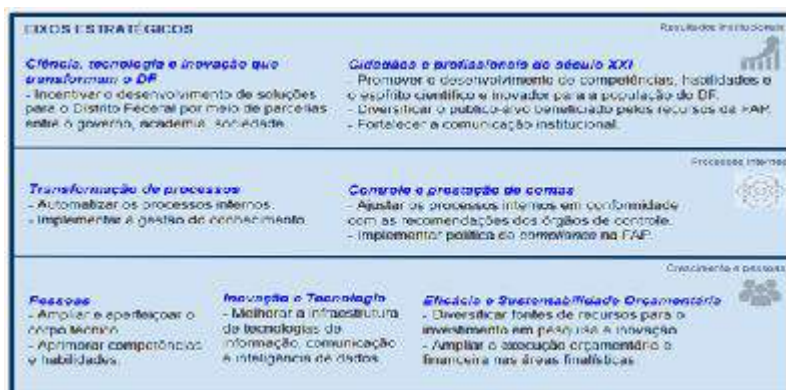 EIXOS ESTRATÉGICOS
Resultados Institucionais
Ciência, tecnologia e Inovação que
transformam o DF
- Incentivar o desenvolvimento de soluções
para o Distrito Federal por meio de parcerias
entre o governo, academia, sociedade.
Cidadãos e profissionais do século XXI
- Promover o desenvolvimento de competências, habilidades e
o espírito científico e inovador para a população do DF.
- Diversificar o público-alvo beneficiado pelos recursos da FAP.
- Fortalecer a comunicação institucional.
Processos Internos
Transformação de processos
- Automatizar os processos internos.
- Implementar a gestão do conhecimento.
Controle e prestação de contas
- Ajustar os processos internos em conformidade
com as recomendações dos órgãos de controle.
- Implementar política de compliance na FAP.
Crescimento e pessoas
Pessoas
- Ampliar e aperfeiçoar o
corpo técnico
- Aprimorar competências
e habilidades.
Inovação e Tecnologia
- Melhorar a infraestrutura
de tecnologias de
informação, comunicação
e inteligência de dados.
Eficácia e Sustentabilidade Orçamentária
- Diversificar fontes de recursos para o
investimento em pesquisa e inovação.
- Ampliar a execução orçamentária e
financeira nas áreas finalísticas.